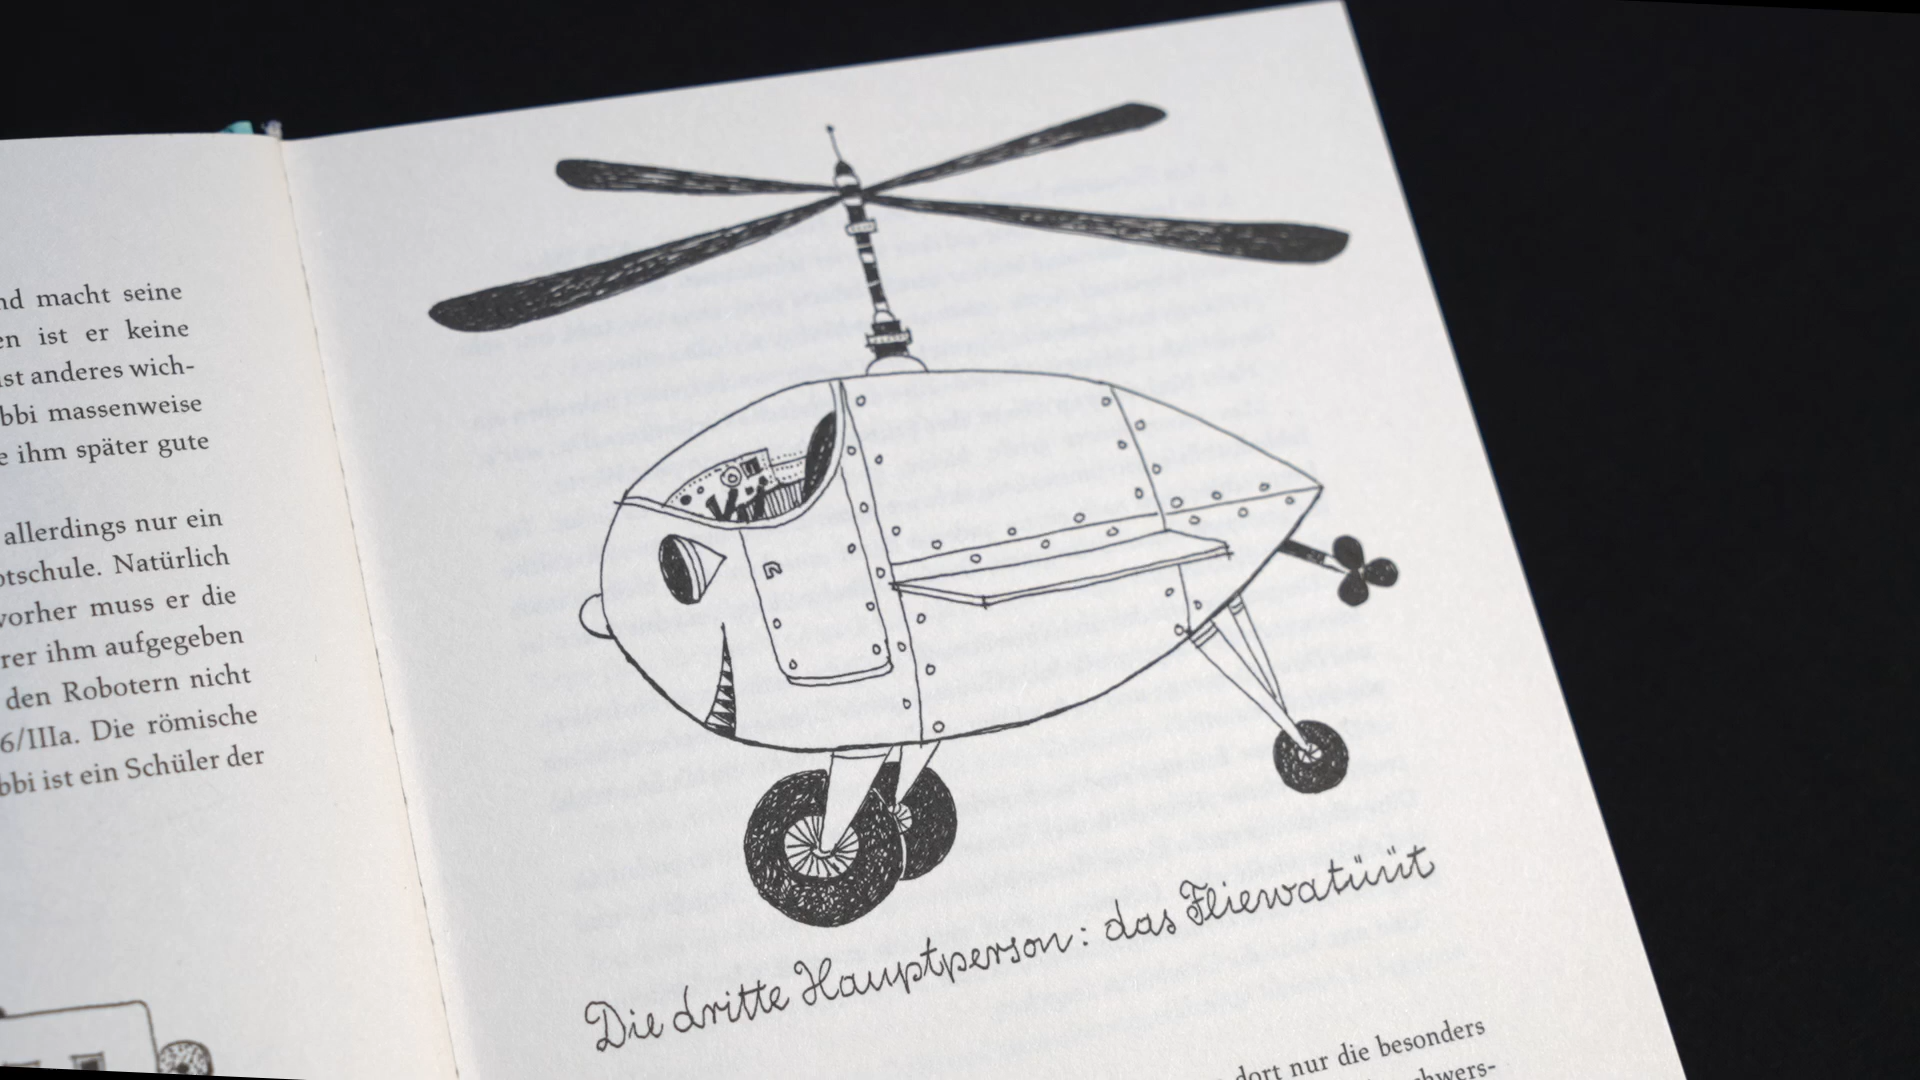 nd macht seine
en ist er keine
st anderes wich-
bbi massenweise
e ihm später gute
allerdings nur ein
otschule. Natürlich
vorher muss er die
rer ihm aufgegeben
den Robotern nicht
6/IIIa. Die römische
bbi ist ein Schüler der
Die dritte Hauptperson: das Fliewatüüt
dort nur die besonders
hwers-